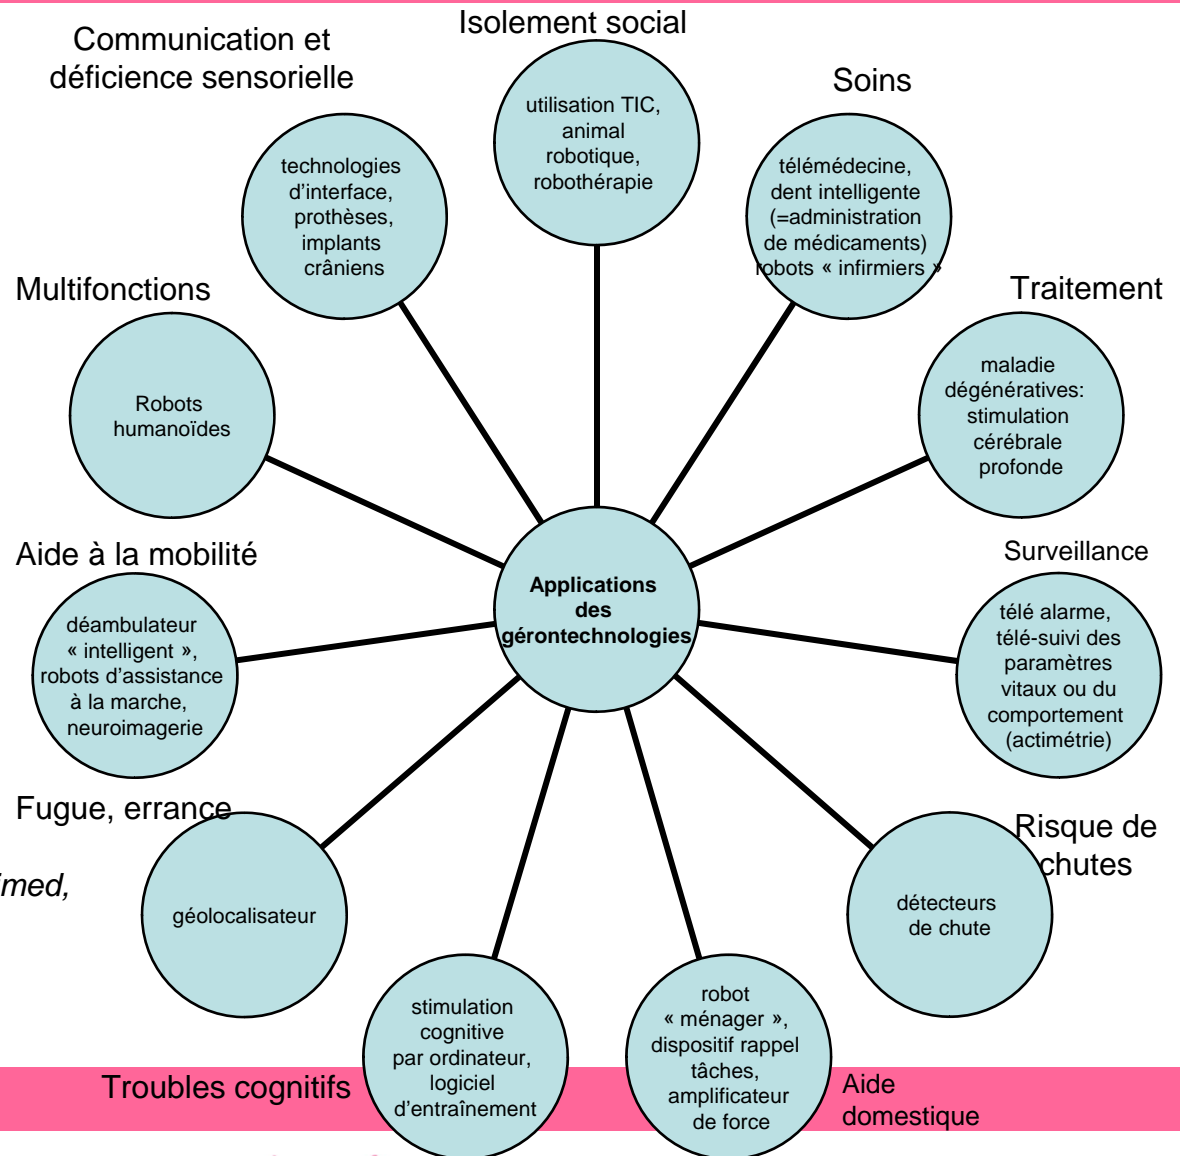 Isolement social
utilisation TIC,
animal
robotique,
robothérapie
Communication et
déficience sensorielle
technologies
d’interface,
prothèses,
implants
crâniens
Soins
télémédecine,
dent intelligente
(=administration
de médicaments)
robots « infirmiers »
Multifonctions
Robots
humanoïdes
Traitement
maladie
dégénératives:
stimulation
cérébrale
profonde
Applications
des
gérontechnologies
Aide à la mobilité
déambulateur
« intelligent »,
robots d’assistance
à la marche,
neuroimagerie
Surveillance
télé alarme,
télé-suivi des
paramètres
vitaux ou du
comportement
(actimétrie)
Fugue, errance
géolocalisateur
Risque de
chutes
détecteurs
de chute
Troubles cognitifs
stimulation
cognitive
par ordinateur,
logiciel
d’entraînement
robot
« ménager »,
dispositif rappel
tâches,
amplificateur
de force
Aide
domestique